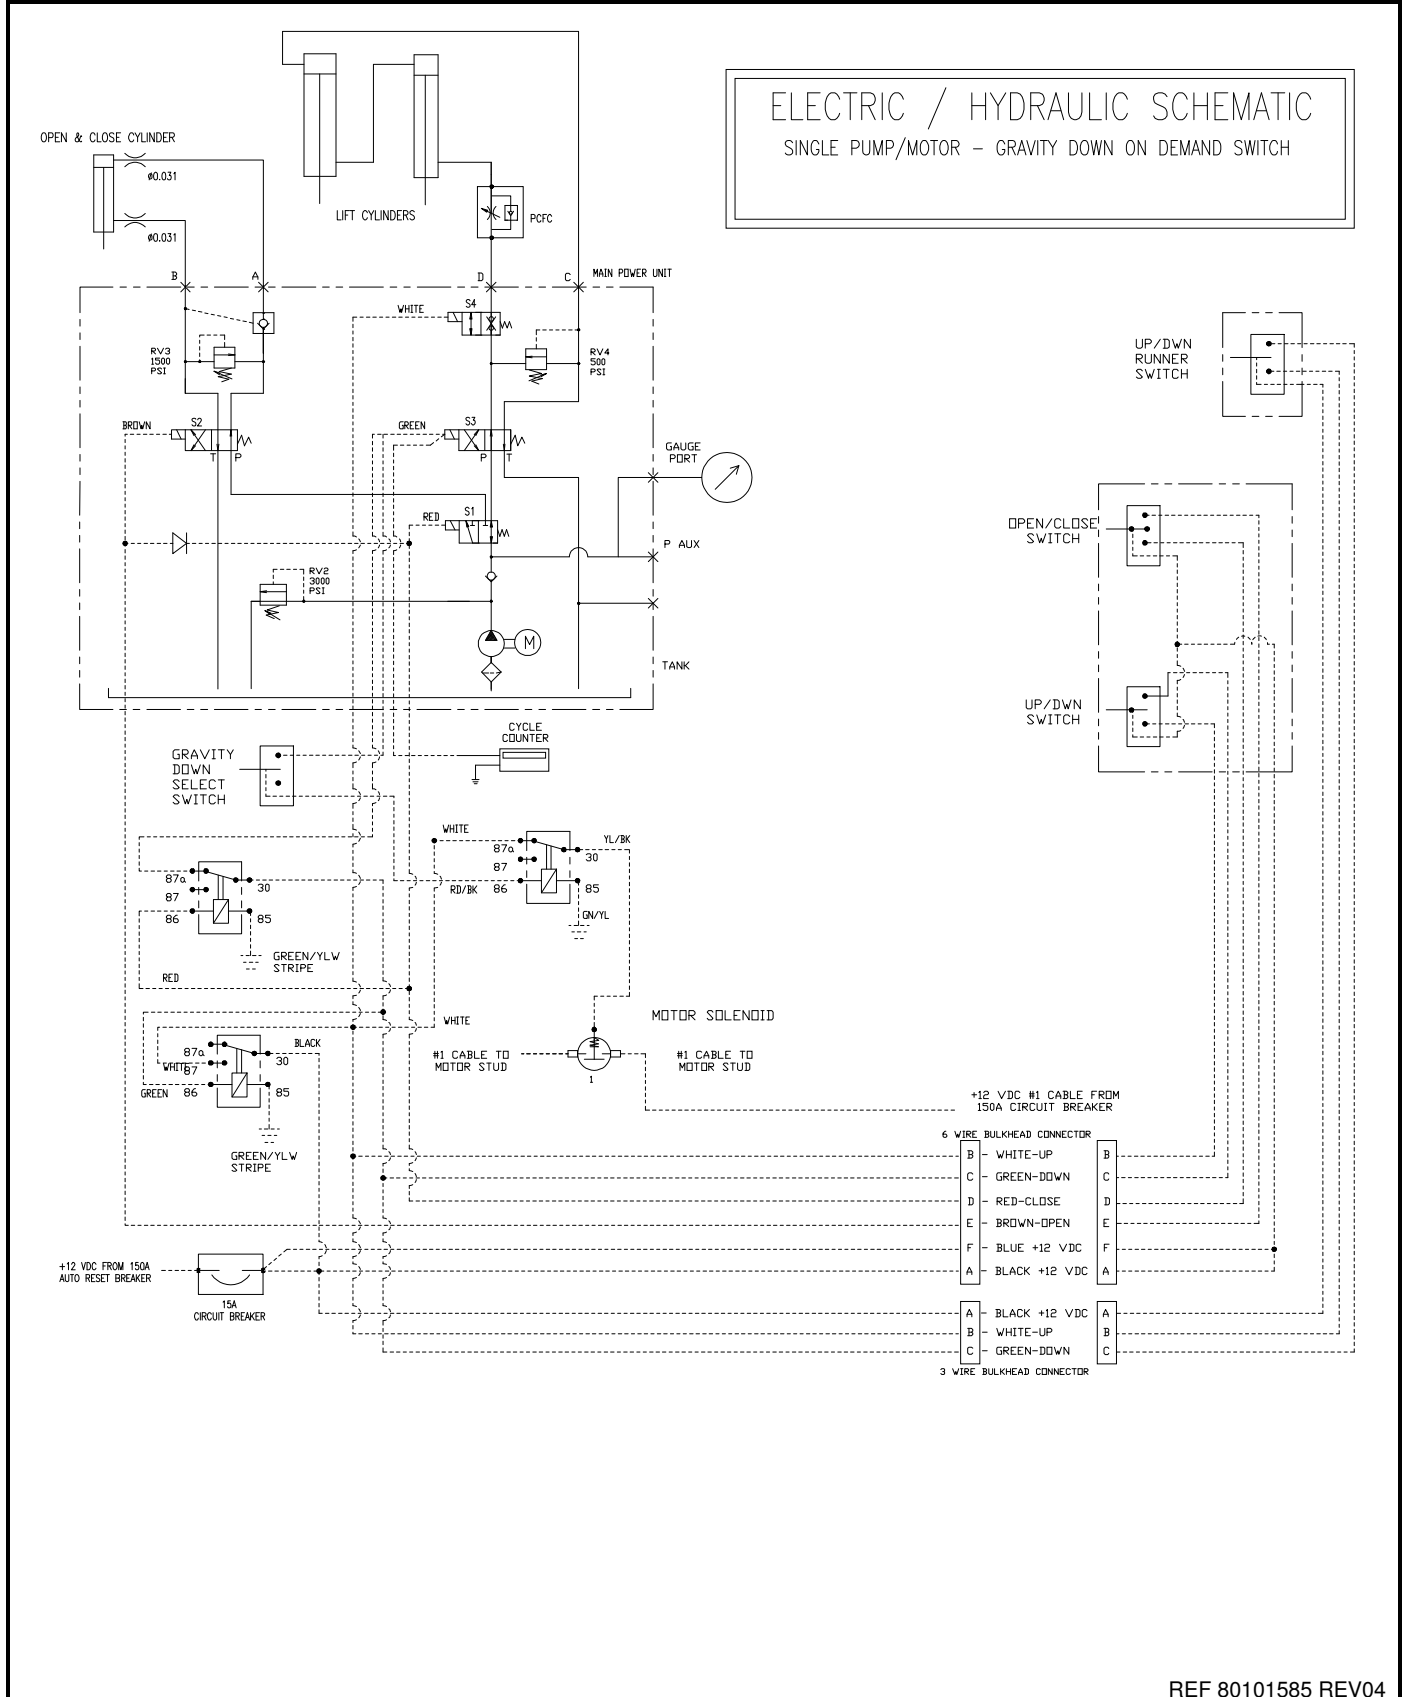 ELECTRIC / HYDRAULIC SCHEMATIC
SINGLE PUMP/MOTOR - GRAVITY DOWN ON DEMAND SWITCH
OPEN & CLOSE CYLINDER
ø0.031
ø0.031
LIFT CYLINDERS
PCFC
B
A
D
C
MAIN POWER UNIT
WHITE
S4
RV3
1500
PSI
RV4
500
PSI
UP/DWN
RUNNER
SWITCH
BROWN
S2
T
P
GREEN
S3
P
T
GAUGE
PORT
RED
S1
P AUX
OPEN/CLOSE
SWITCH
RV2
3000
PSI
M
TANK
UP/DWN
SWITCH
GRAVITY
DOWN
SELECT
SWITCH
CYCLE
COUNTER
WHITE
87a
87
86
30
85
YL/BK
RD/BK
GN/YL
87a
87
86
30
85
GREEN/YLW
STRIPE
RED
WHITE
MOTOR SOLENOID
87a
WHITE
87
86
30
85
BLACK
GREEN
GREEN/YLW
STRIPE
#1 CABLE TO
MOTOR STUD
1
#1 CABLE TO
MOTOR STUD
+12 VDC #1 CABLE FROM
150A CIRCUIT BREAKER
6 WIRE BULKHEAD CONNECTOR
B - WHITE-UP B
C - GREEN-DOWN C
D - RED-CLOSE D
E - BROWN-OPEN E
F - BLUE +12 VDC F
A - BLACK +12 VDC A
+12 VDC FROM 150A
AUTO RESET BREAKER
15A
CIRCUIT BREAKER
A - BLACK +12 VDC A
B - WHITE-UP B
C - GREEN-DOWN C
3 WIRE BULKHEAD CONNECTOR
REF 80101585 REV04